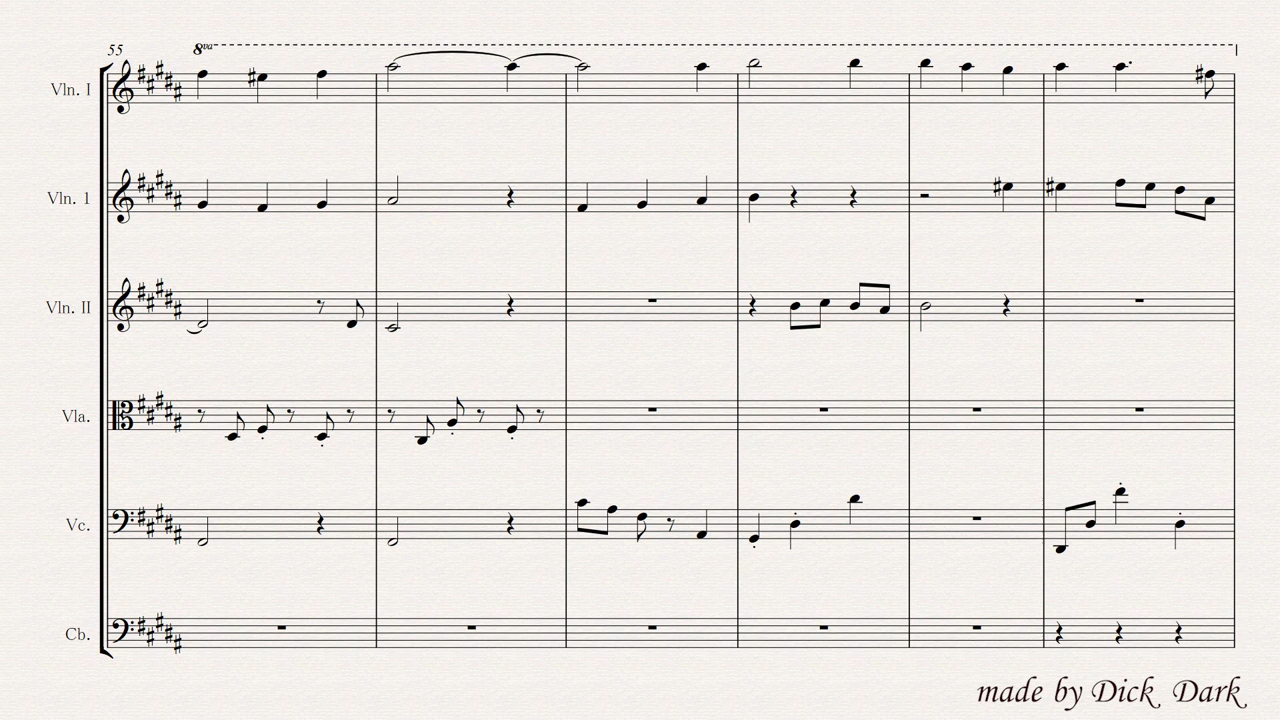 55
8va
Vln. I
Vln. 1
Vln. II
Vla.
Vc.
Cb.
made by Dick Dark